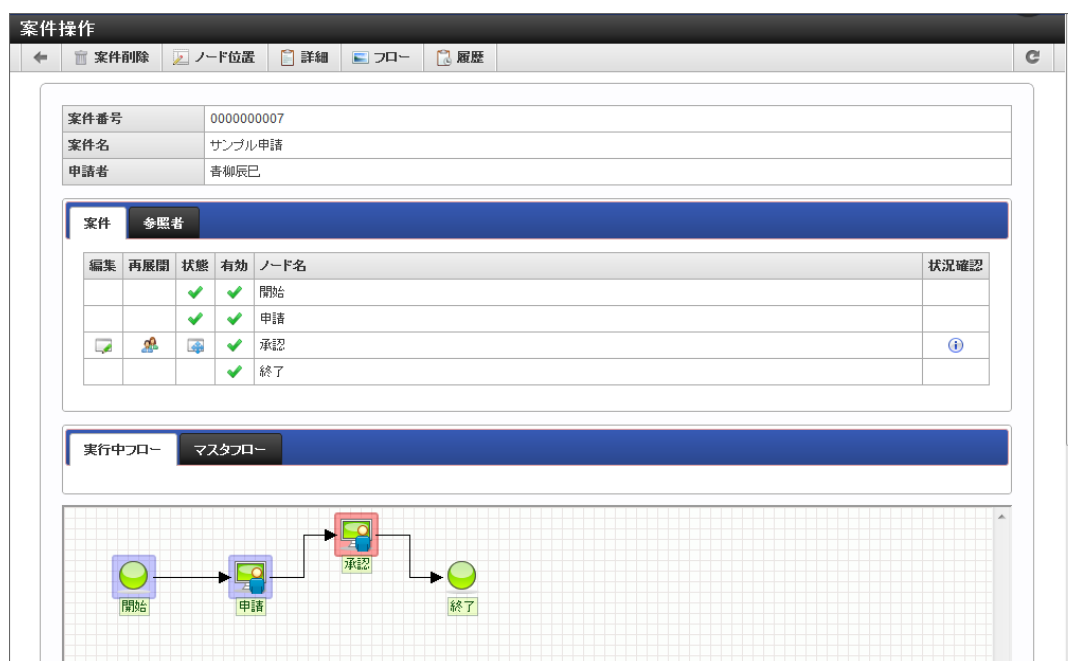 案件操作
案件削除 ノード位置 詳細 フロー 履歴
案件番号 0000000007
案件名 サンプル申請
申請者 青柳辰巳
案件 参照者
編集 再展開 状態 有効 ノード名 状況確認
開始
申請
承認
終了
実行中フロー マスタフロー
承認
開始 申請 終了